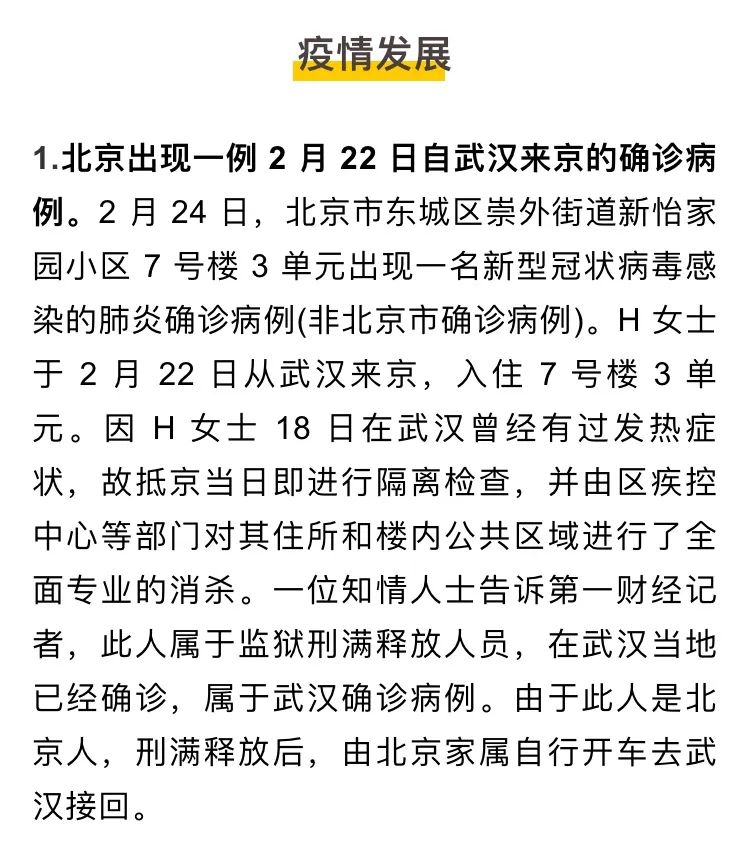 疫情发展
1.北京出现一例 2 月 22 日自武汉来京的确诊病
例。2 月 24 日，北京市东城区崇外街道新怡家
园小区 7 号楼 3 单元出现一名新型冠状病毒感
染的肺炎确诊病例(非北京市确诊病例)。H 女士
于 2 月 22 日从武汉来京，入住 7 号楼 3 单
元。因 H 女士 18 日在武汉曾经有过发热症
状，故抵京当日即进行隔离检查，并由区疾控
中心等部门对其住所和楼内公共区域进行了全
面专业的消杀。一位知情人士告诉第一财经记
者，此人属于监狱刑满释放人员，在武汉当地
已经确诊，属于武汉确诊病例。由于此人是北
京人，刑满释放后，由北京家属自行开车去武
汉接回。